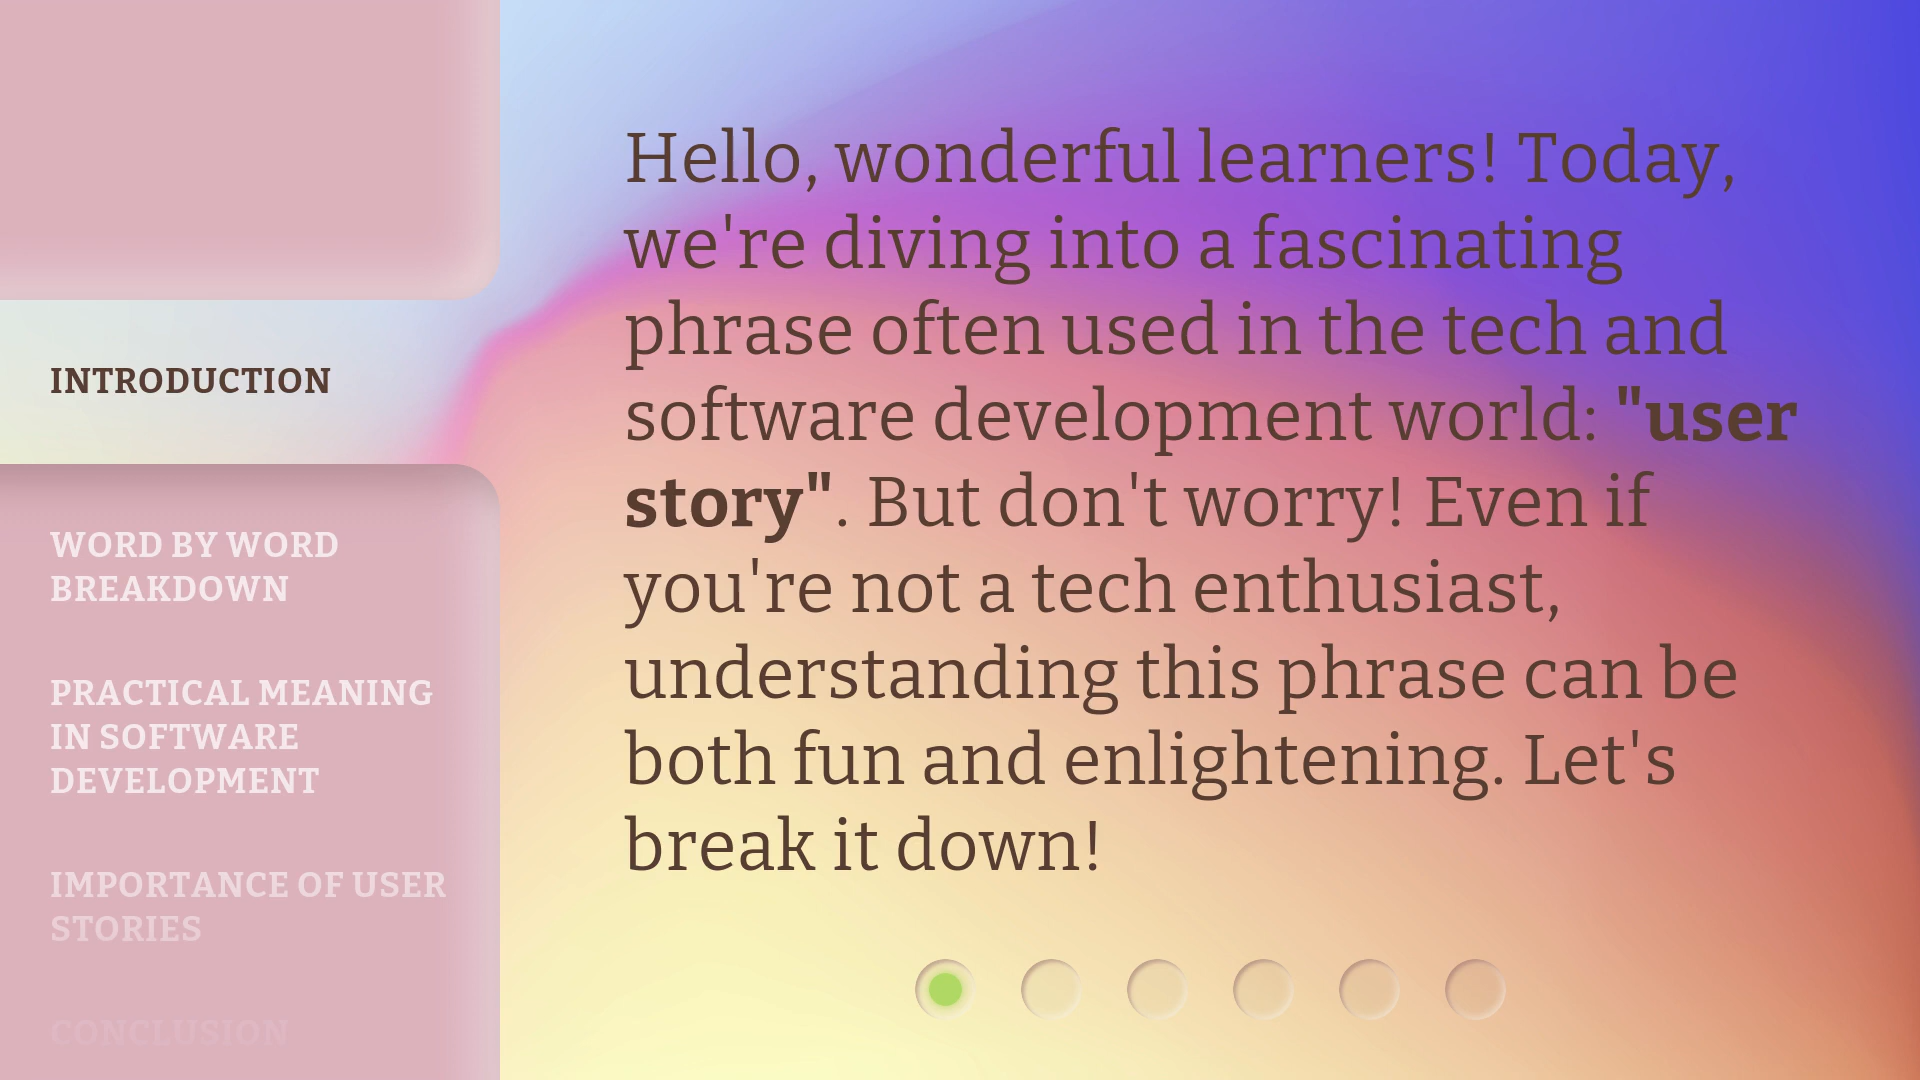 INTRODUCTION
WORD BY WORD
BREAKDOWN
PRACTICAL MEANING
IN SOFTWARE
DEVELOPMENT
IMPORTANCE OF USER
STORIES
CONCLUSION
Hello, wonderful learners! Today,
we're diving into a fascinating
phrase often used in the tech and
software development world: "user
story". But don't worry! Even if
you're not a tech enthusiast,
understanding this phrase can be
both fun and enlightening. Let's
break it down!